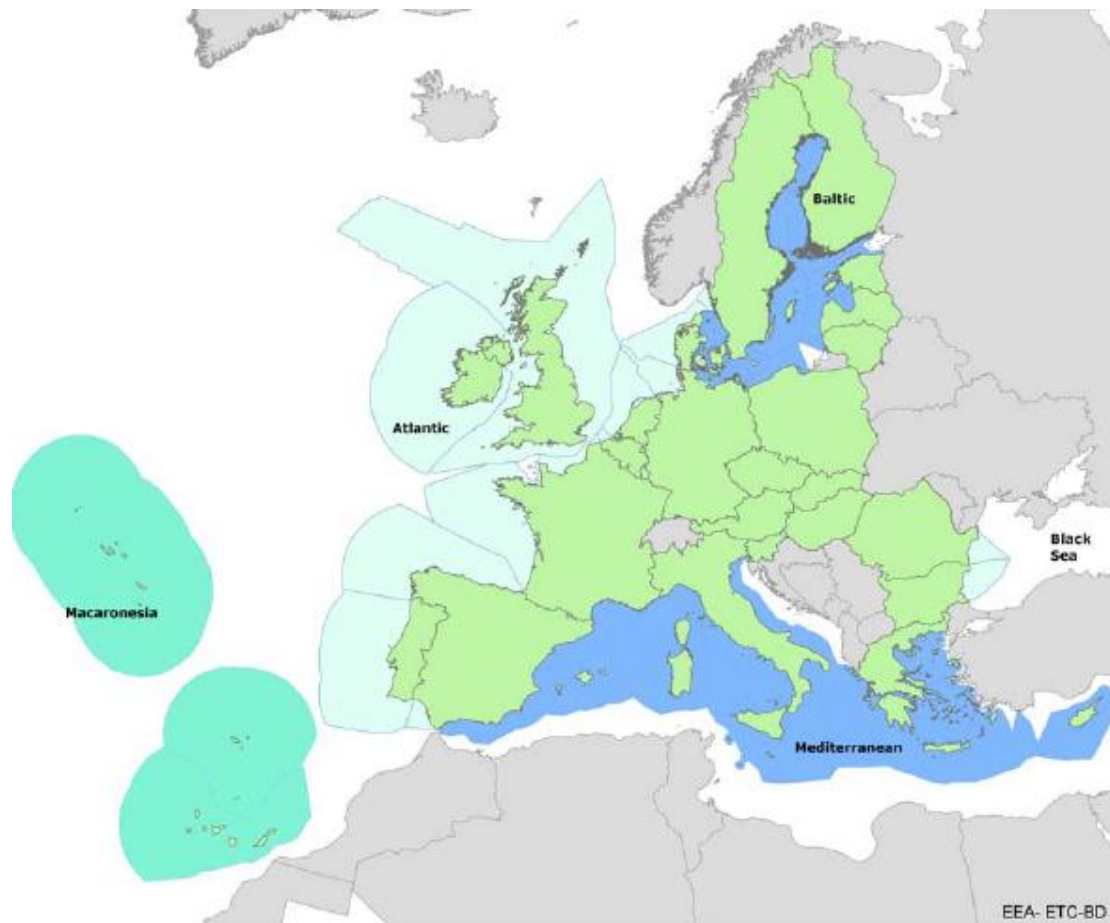 Baltic
Atlantic
Black
Sea
Macaronesia
Mediterranean
EEA- ETC-BD